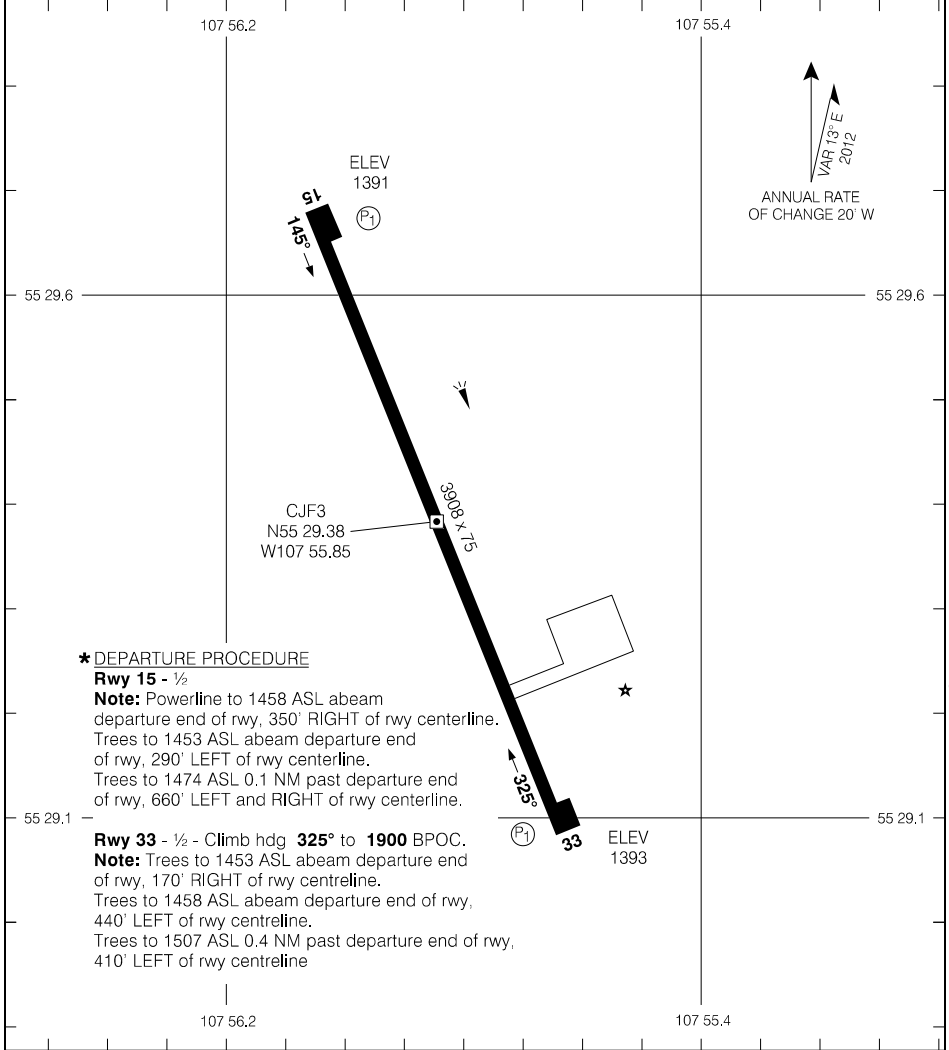 107 56.2
107 55.4
VAR 13° E
2012
ANNUAL RATE
OF CHANGE 20' W
ELEV
1391
P1
15
145°
55 29.6
55 29.6
3908 x 75
CJF3
N55 29.38
W107 55.85
* DEPARTURE PROCEDURE
Rwy 15 - ½
Note: Powerline to 1458 ASL abeam
departure end of rwy, 350' RIGHT of rwy centerline.
Trees to 1453 ASL abeam departure end
of rwy, 290' LEFT of rwy centerline.
Trees to 1474 ASL 0.1 NM past departure end
of rwy, 660' LEFT and RIGHT of rwy centerline.
325°
55 29.1
55 29.1
P1
33
ELEV
1393
Rwy 33 - ½ - Climb hdg 325° to 1900 BPOC.
Note: Trees to 1453 ASL abeam departure end
of rwy, 170' RIGHT of rwy centreline.
Trees to 1458 ASL abeam departure end of rwy,
440' LEFT of rwy centreline.
Trees to 1507 ASL 0.4 NM past departure end of rwy,
410' LEFT of rwy centreline
107 56.2
107 55.4